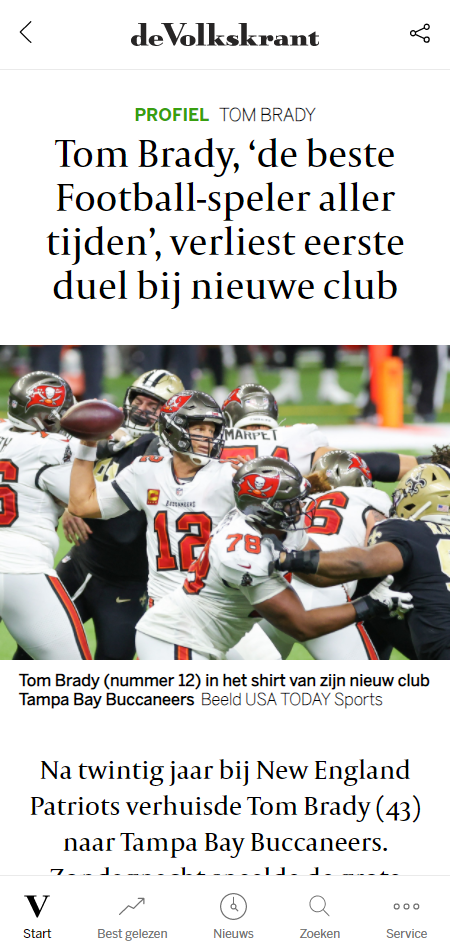 deVolkskrant
PROFIEL TOM BRADY
Tom Brady, ‘de beste
Football-speler aller
tijden’, verliest eerste
duel bij nieuwe club
MARPET
BUCCANEERS
12
78
Tom Brady (nummer 12) in het shirt van zijn nieuw club
Tampa Bay Buccaneers Beeld USA TODAY Sports
Na twintig jaar bij New England
Patriots verhuisde Tom Brady (43)
naar Tampa Bay Buccaneers.
V
Start
Best gelezen
Nieuws
Zoeken
Service